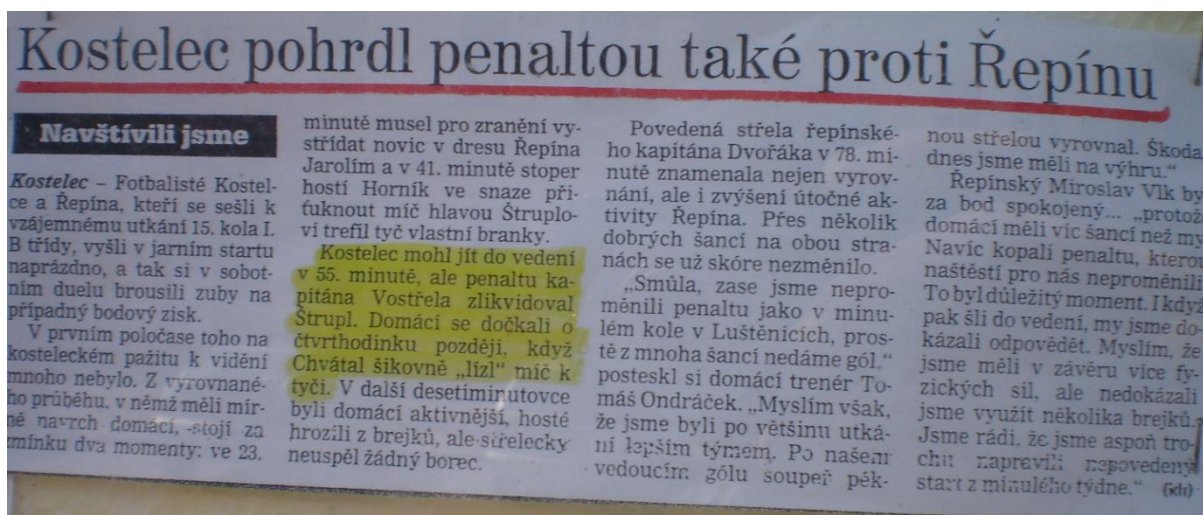 Kostelec pohrdl penaltou také proti Řepínu
Navštívili jsme
Kostelec – Fotbalisté Kostel-
ce a Řepína, kteří se sešli k
vzájemnému utkání 15. kola I.
B třídy, vyšli v jarním startu
naprázdno, a tak si v sobot-
ním duelu brousili zuby na
případný bodový zisk.
V prvním poločase toho na
kosteleckém pažitu k vidění
mnoho nebylo. Z vyrovnané-
ho průběhu, v němž měli mír-
ně navrch domácí, stojí za
zmínku dva momenty: ve 23.
minutě musel pro zranění vy-
střídat novic v dresu Řepína
Jarolím a v 41. minutě stoper
hostí Horník ve snaze při-
ťuknout míč hlavou Štruplo-
vi trefil tyč vlastní branky.
Kostelec mohl jít do vedení
v 55. minutě, ale penaltu ka-
pitána Vostřela zlikvidoval
Štrupl. Domácí se dočkali o
čtvrthodinku později, když
Chvátal šikovně „lízl" míč k
tyči. V další desetiminutovce
byli domácí aktivnější, hosté
hrozili z brejků, ale střelecky
neuspěl žádný borec.
Povedená střela řepínské-
ho kapitána Dvořáka v 78. mi-
nutě znamenala nejen vyrov-
nání, ale i zvýšení útočné ak-
tivity Řepína. Přes několik
dobrých šancí na obou stra-
nách se už skóre nezměnilo.
„Smůla, zase jsme nepro-
měnili penaltu jako v minu-
lém kole v Luštěnicích, pros-
tě z mnoha šancí nedáme gól,"
posteskl si domácí trenér To-
máš Ondráček. „Myslím však,
že jsme byli po většinu utká-
ní lepším týmem. Po našem
vedoucím gólu soupeř pěk-
nou střelou vyrovnal. Škoda,
dnes jsme měli na výhru."
Řepínský Miroslav Vlk by
za bod spokojený... „protož
domácí měli víc šancí než my
Navíc kopali penaltu, kterou
naštěstí pro nás neproměnili
To byl důležitý moment. I kdy
pak šli do vedení, my jsme do-
kázali odpovědět. Myslím, že
jsme měli v závěru více fy-
zických sil, ale nedokázali
jsme využít několika brejků.
Jsme rádi, že jsme aspoň tro-
chu napravili nepovedený
start z minulého týdne."